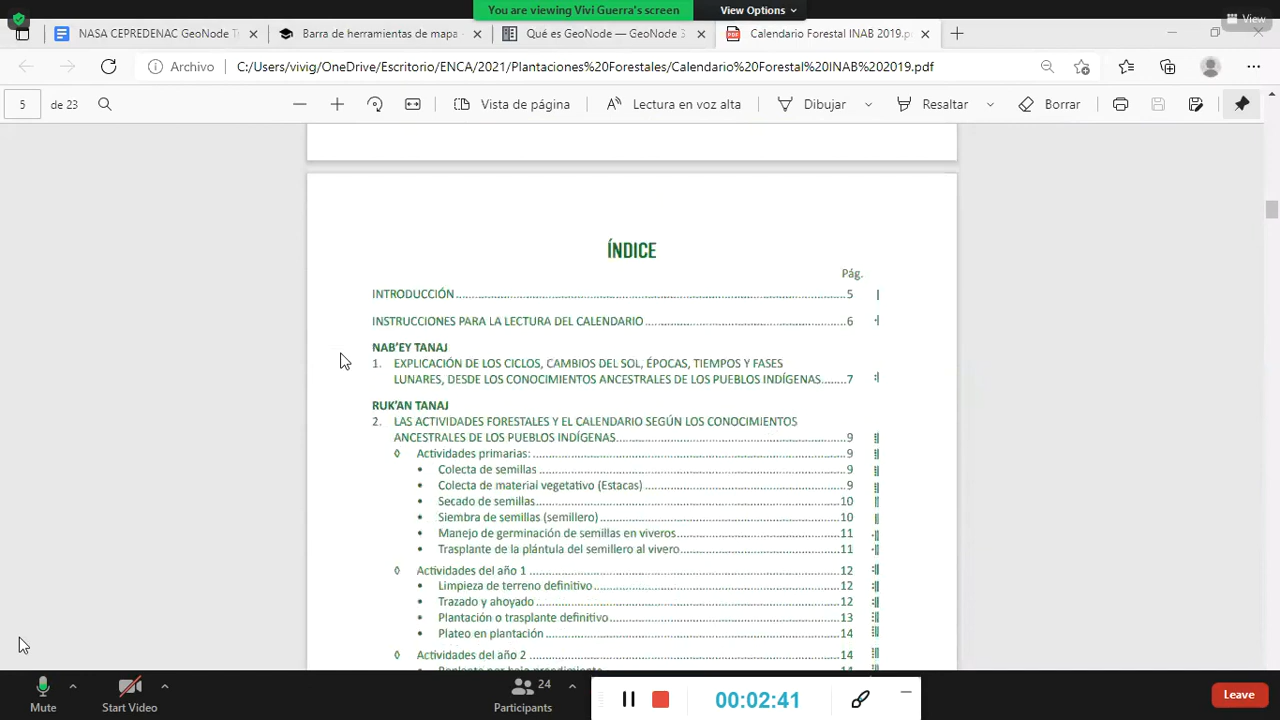 You are viewing Vivi Guerra's screen
View Options
View
NASA CEPREDENAC GeoNode T
Barra de herramientas de mapa
Qué es GeoNode — GeoNode 3
Calendario Forestal INAB 2019.p
Archivo
C:/Users/vivig/OneDrive/Escritorio/ENCA/2021/Plantaciones%20Forestales/Calendario%20Forestal%20INAB%202019.pdf
5 de 23
Vista de página
Lectura en voz alta
Dibujar
Resaltar
Borrar
ÍNDICE
Pág.
INTRODUCCIÓN 5
INSTRUCCIONES PARA LA LECTURA DEL CALENDARIO 6
NAB'EY TANAJ
1. EXPLICACIÓN DE LOS CICLOS, CAMBIOS DEL SOL, ÉPOCAS, TIEMPOS Y FASES
LUNARES, DESDE LOS CONOCIMIENTOS ANCESTRALES DE LOS PUEBLOS INDÍGENAS 7
RUK'AN TANAJ
2. LAS ACTIVIDADES FORESTALES Y EL CALENDARIO SEGÚN LOS CONOCIMIENTOS
ANCESTRALES DE LOS PUEBLOS INDÍGENAS 9
◊ Actividades primarias: 9
• Colecta de semillas 9
• Colecta de material vegetativo (Estacas) 9
• Secado de semillas 10
• Siembra de semillas (semillero) 10
• Manejo de germinación de semillas en viveros 11
• Trasplante de la plántula del semillero al vivero 11
◊ Actividades del año 1 12
• Limpieza de terreno definitivo 12
• Trazado y ahoyado 12
• Plantación o trasplante definitivo 13
• Plateo en plantación 14
◊ Actividades del año 2 14
Mute
Start Video
24
Participants
00:02:41
Leave